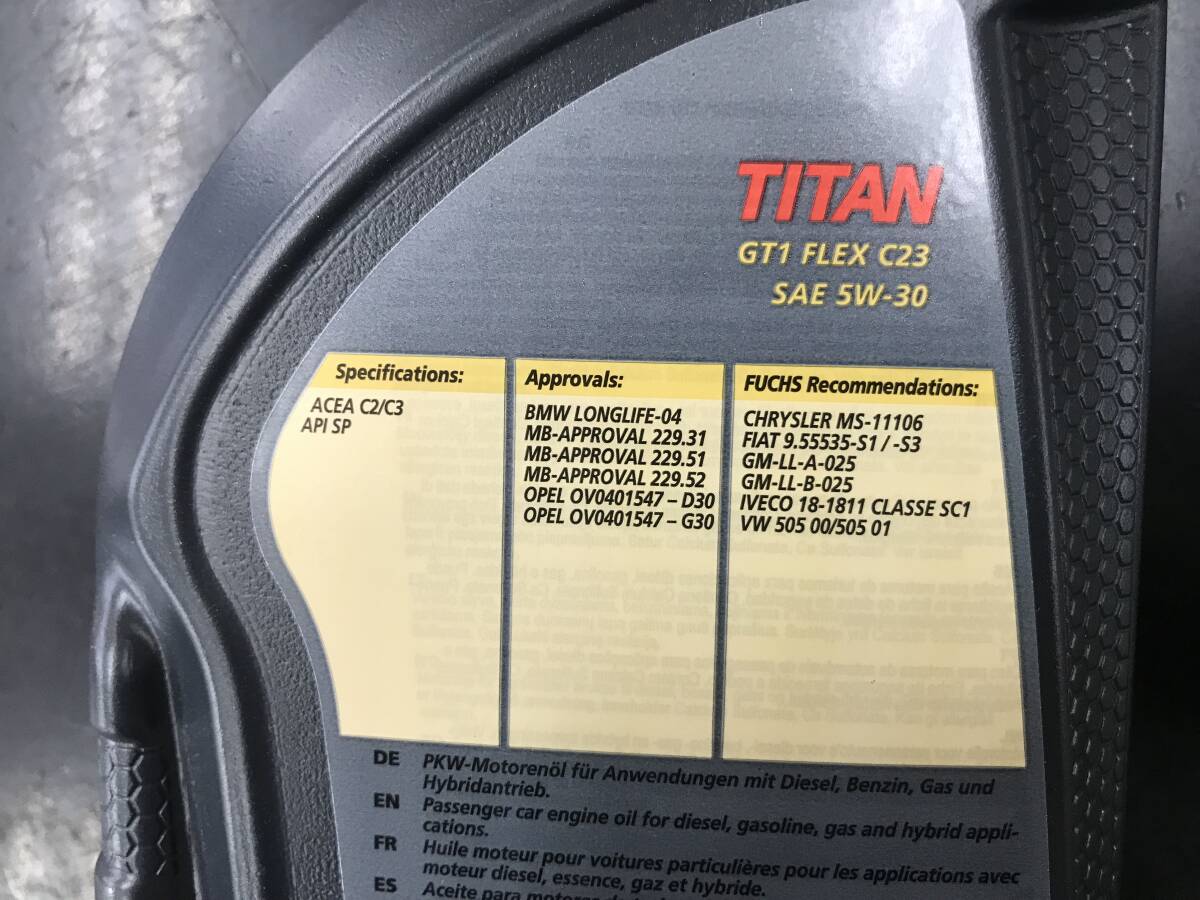 TITAN
GT1 FLEX C23
SAE 5W-30
Specifications:
ACEA C2/C3
API SP
Approvals:
BMW LONGLIFE-04
MB-APPROVAL 229.31
MB-APPROVAL 229.51
MB-APPROVAL 229.52
OPEL OV0401547 – D30
OPEL OV0401547 – G30
FUCHS Recommendations:
CHRYSLER MS-11106
FIAT 9.55535-S1 / -S3
GM-LL-A-025
GM-LL-B-025
IVECO 18-1811 CLASSE SC1
VW 505 00/505 01
DE PKW-Motorenöl für Anwendungen mit Diesel, Benzin, Gas und
Hybridantrieb.
EN Passenger car engine oil for diesel, gasoline, gas and hybrid appli-
cations.
FR Huile moteur pour voitures particulières pour les applications avec
moteur diesel, essence, gaz et hybride.
ES Aceite para